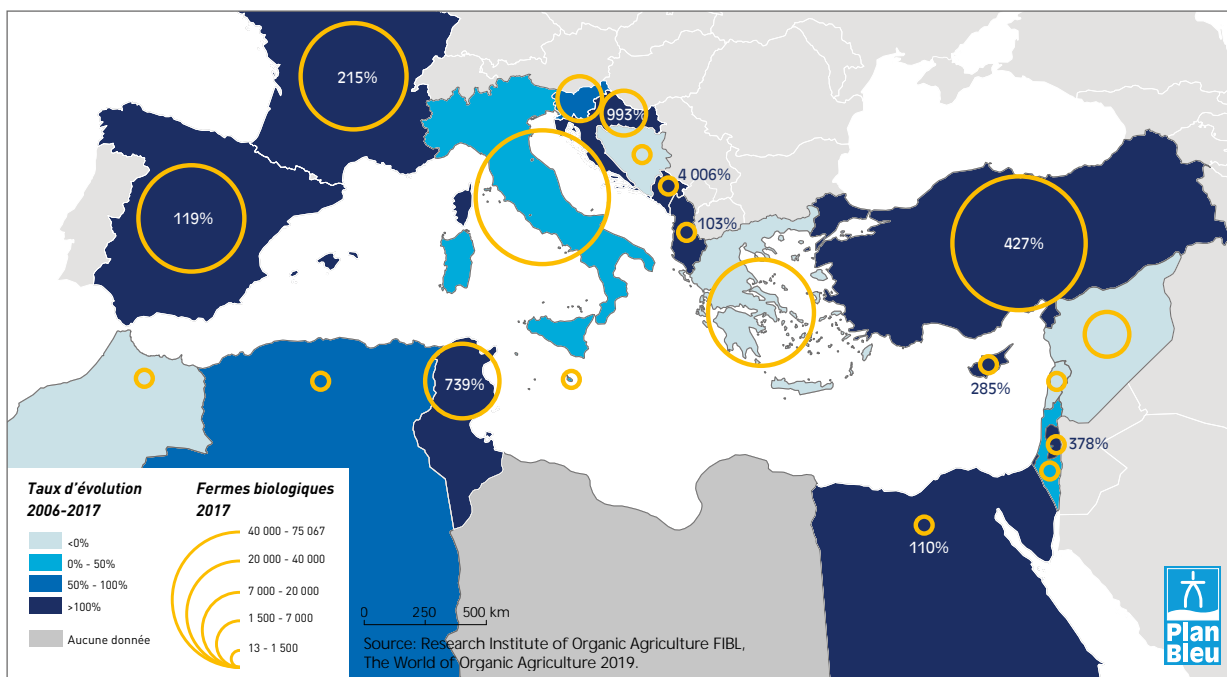 215%
993%
4 006%
119%
103%
427%
739%
285%
378%
110%
Taux d'évolution
2006-2017
<0%
0% - 50%
50% - 100%
>100%
Aucune donnée
Fermes biologiques
2017
40 000 - 75 067
20 000 - 40 000
7 000 - 20 000
1 500 - 7 000
13 - 1 500
0 250 500 km
Source: Research Institute of Organic Agriculture FIBL,
The World of Organic Agriculture 2019.
Plan
Bleu